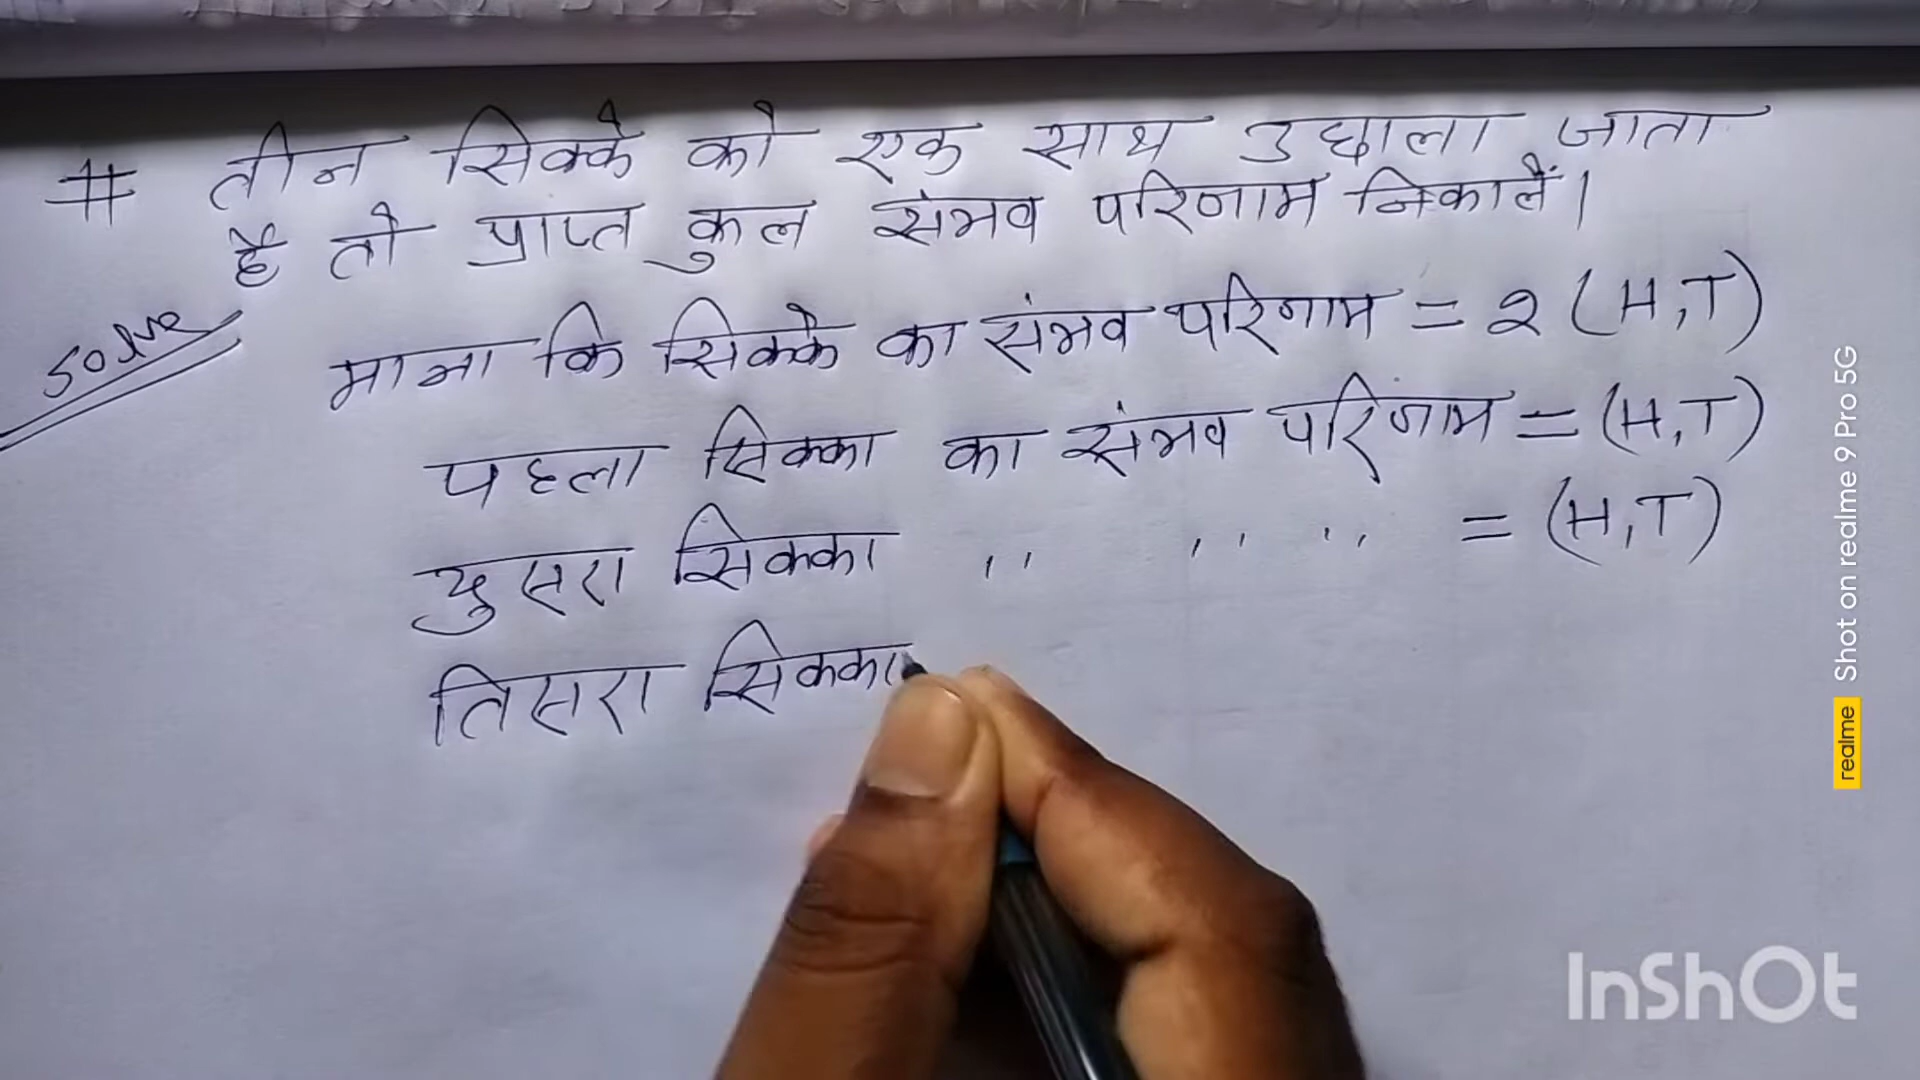 # तीन सिक्के को एक साथ उछाला जाता
है तो प्राप्त कुल संभव परिणाम निकालें।
solve
माना कि सिक्के का संभव परिणाम = 2 (H,T)
पहला सिक्का का संभव परिणाम = (H,T)
दुसरा सिक्का ,, ,, ,, = (H,T)
तिसरा सिक्का
realme Shot on realme 9 Pro 5G
InShOt